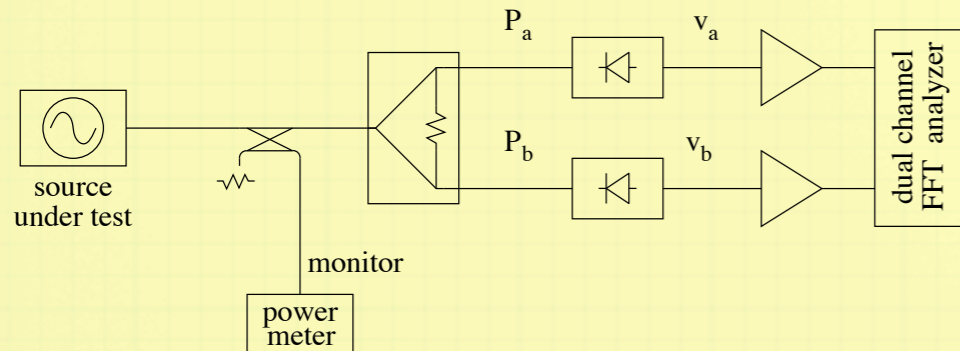 P_a
v_a
source
under test
P_b
v_b
dual channel
FFT analyzer
monitor
power
meter